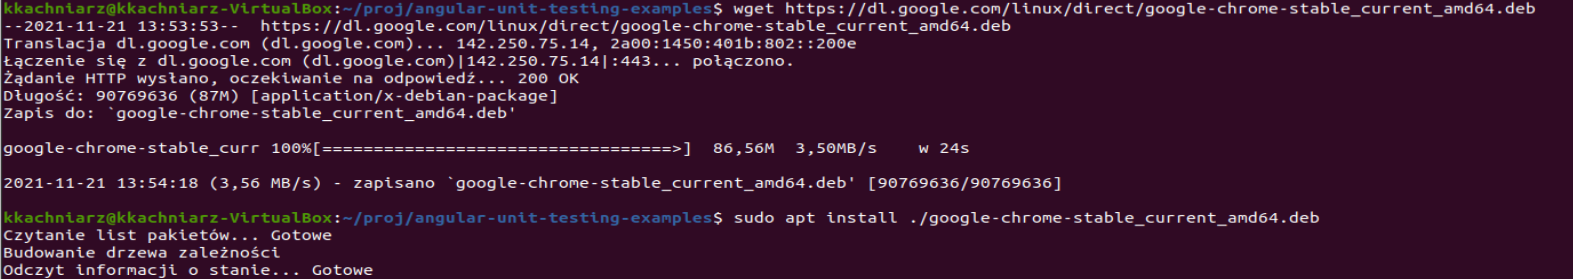 kkachniarz@kkachniarz-VirtualBox:~/proj/angular-unit-testing-examples$ wget https://dl.google.com/linux/direct/google-chrome-stable_current_amd64.deb
--2021-11-21 13:53:53--  https://dl.google.com/linux/direct/google-chrome-stable_current_amd64.deb
Translacja dl.google.com (dl.google.com)... 142.250.75.14, 2a00:1450:401b:802::200e
Łączenie się z dl.google.com (dl.google.com)|142.250.75.14|:443... połączono.
Żądanie HTTP wysłano, oczekiwanie na odpowiedź... 200 OK
Długość: 90769636 (87M) [application/x-debian-package]
Zapis do: `google-chrome-stable_current_amd64.deb'
google-chrome-stable_curr 100%[==================================>]  86,56M  3,50MB/s    w 24s
2021-11-21 13:54:18 (3,56 MB/s) - zapisano `google-chrome-stable_current_amd64.deb' [90769636/90769636]
kkachniarz@kkachniarz-VirtualBox:~/proj/angular-unit-testing-examples$ sudo apt install ./google-chrome-stable_current_amd64.deb
Czytanie list pakietów... Gotowe
Budowanie drzewa zależności
Odczyt informacji o stanie... Gotowe